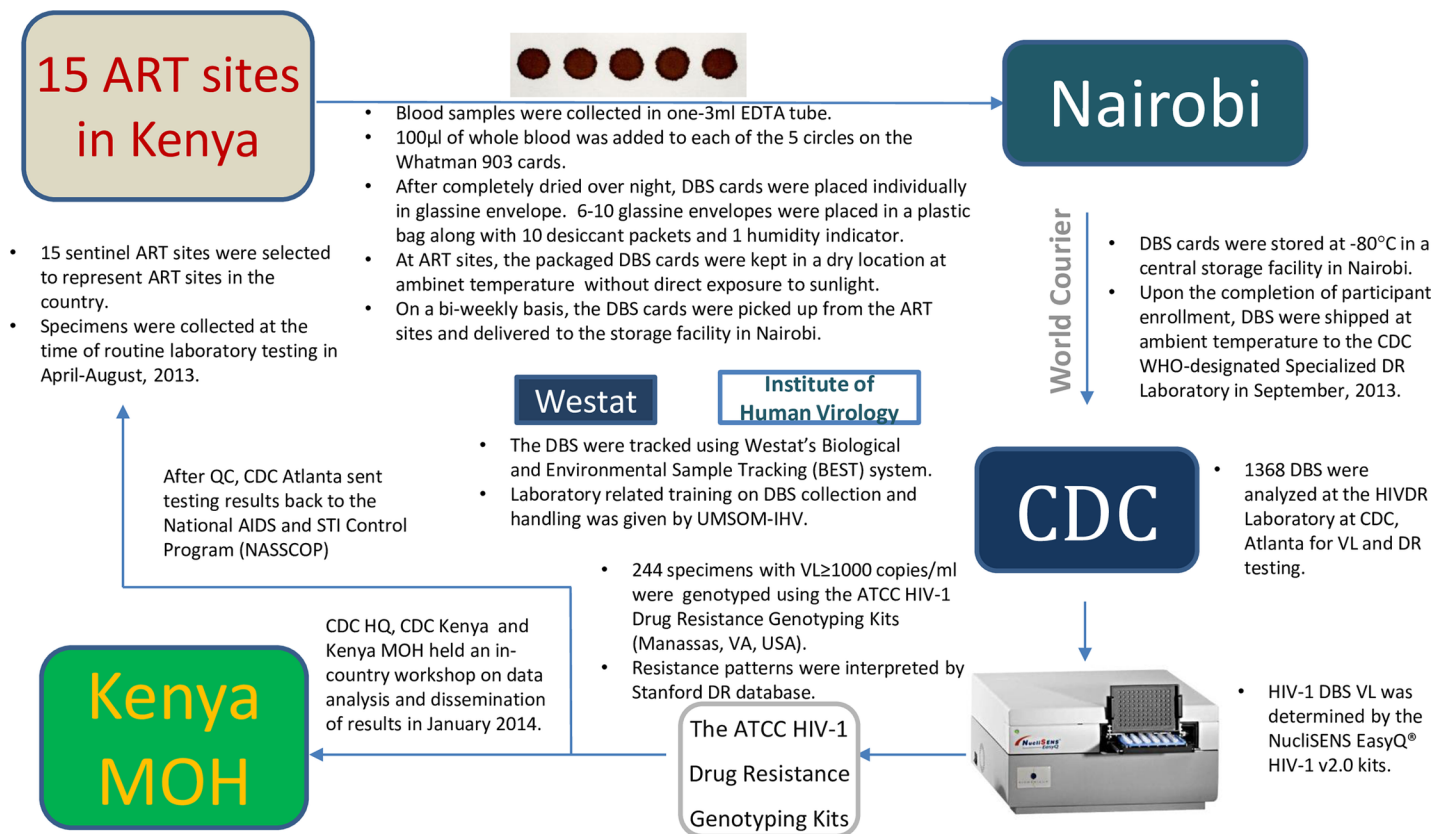 15 ART sites
in Kenya
Nairobi
• Blood samples were collected in one-3ml EDTA tube.
• 100µl of whole blood was added to each of the 5 circles on the
Whatman 903 cards.
• After completely dried over night, DBS cards were placed individually
in glassine envelope.  6-10 glassine envelopes were placed in a plastic
bag along with 10 desiccant packets and 1 humidity indicator.
• At ART sites, the packaged DBS cards were kept in a dry location at
ambinet temperature  without direct exposure to sunlight.
• On a bi-weekly basis, the DBS cards were picked up from the ART
sites and delivered to the storage facility in Nairobi.
• 15 sentinel ART sites were selected
to represent ART sites in the
country.
• Specimens were collected at the
time of routine laboratory testing in
April-August, 2013.
World Courier
• DBS cards were stored at -80°C in a
central storage facility in Nairobi.
• Upon the completion of participant
enrollment, DBS were shipped at
ambient temperature to the CDC
WHO-designated Specialized DR
Laboratory in September, 2013.
Westat
Institute of
Human Virology
• The DBS were tracked using Westat's Biological
and Environmental Sample Tracking (BEST) system.
• Laboratory related training on DBS collection and
handling was given by UMSOM-IHV.
After QC, CDC Atlanta sent
testing results back to the
National AIDS and STI Control
Program (NASSCOP)
CDC
• 1368 DBS were
analyzed at the HIVDR
Laboratory at CDC,
Atlanta for VL and DR
testing.
• 244 specimens with VL≥1000 copies/ml
were  genotyped using the ATCC HIV-1
Drug Resistance Genotyping Kits
(Manassas, VA, USA).
• Resistance patterns were interpreted by
Stanford DR database.
CDC HQ, CDC Kenya  and
Kenya MOH held an in-
country workshop on data
analysis and dissemination
of results in January 2014.
Kenya
MOH
The ATCC HIV-1
Drug Resistance
Genotyping Kits
NucliSENS
EasyQ
• HIV-1 DBS VL was
determined by the
NucliSENS EasyQ®
HIV-1 v2.0 kits.